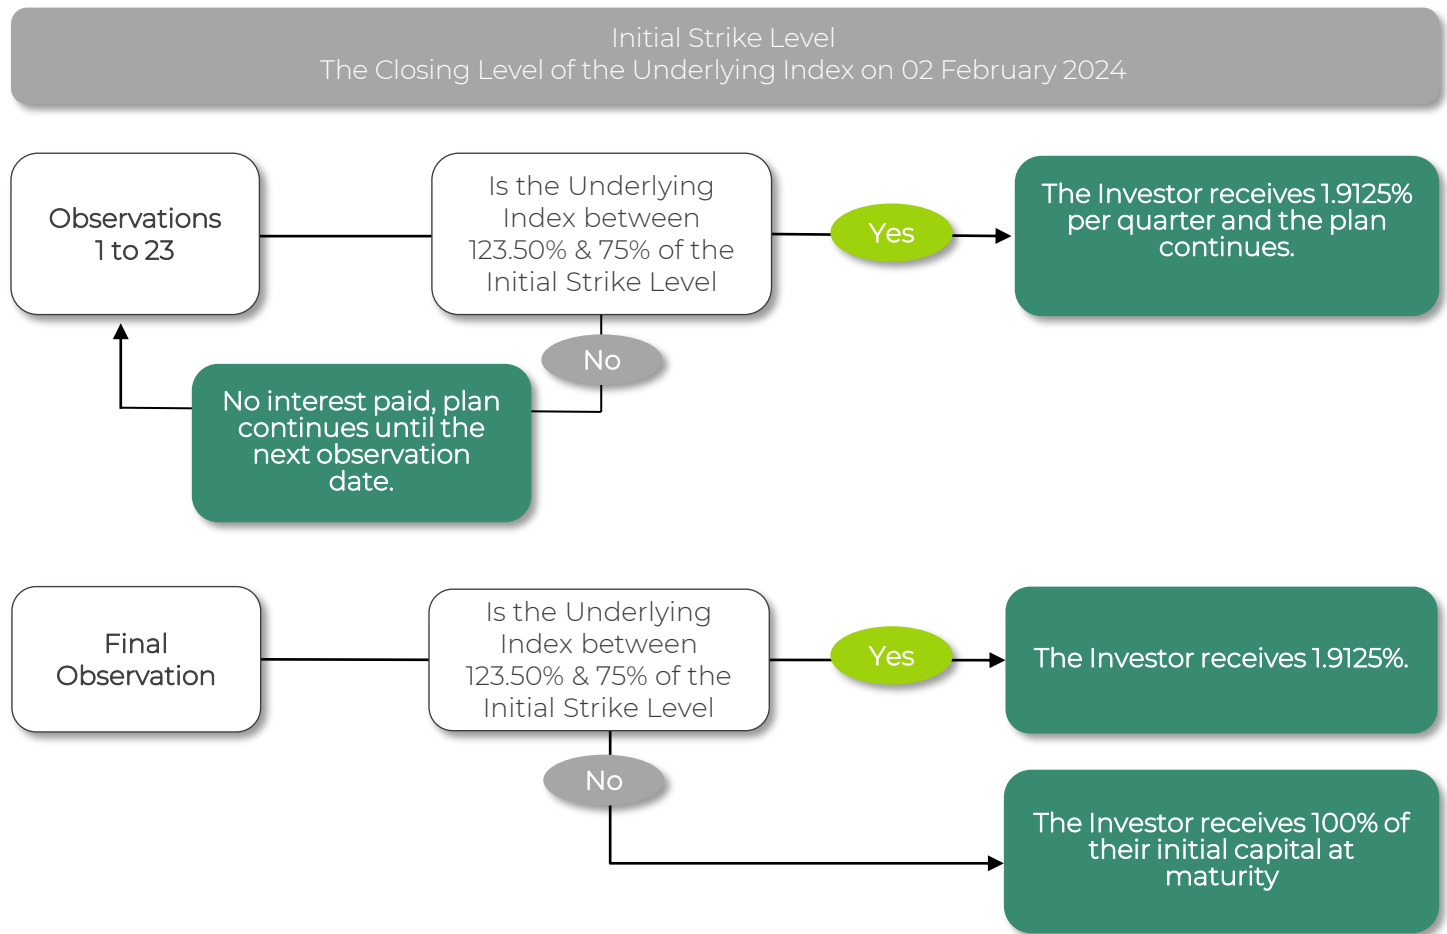 Initial Strike Level
The Closing Level of the Underlying Index on 02 February 2024
Observations
1 to 23
Is the Underlying
Index between
123.50% & 75% of the
Initial Strike Level
Yes
The Investor receives 1.9125%
per quarter and the plan
continues.
No
No interest paid, plan
continues until the
next observation
date.
Final
Observation
Is the Underlying
Index between
123.50% & 75% of the
Initial Strike Level
Yes
The Investor receives 1.9125%.
No
The Investor receives 100% of
their initial capital at
maturity